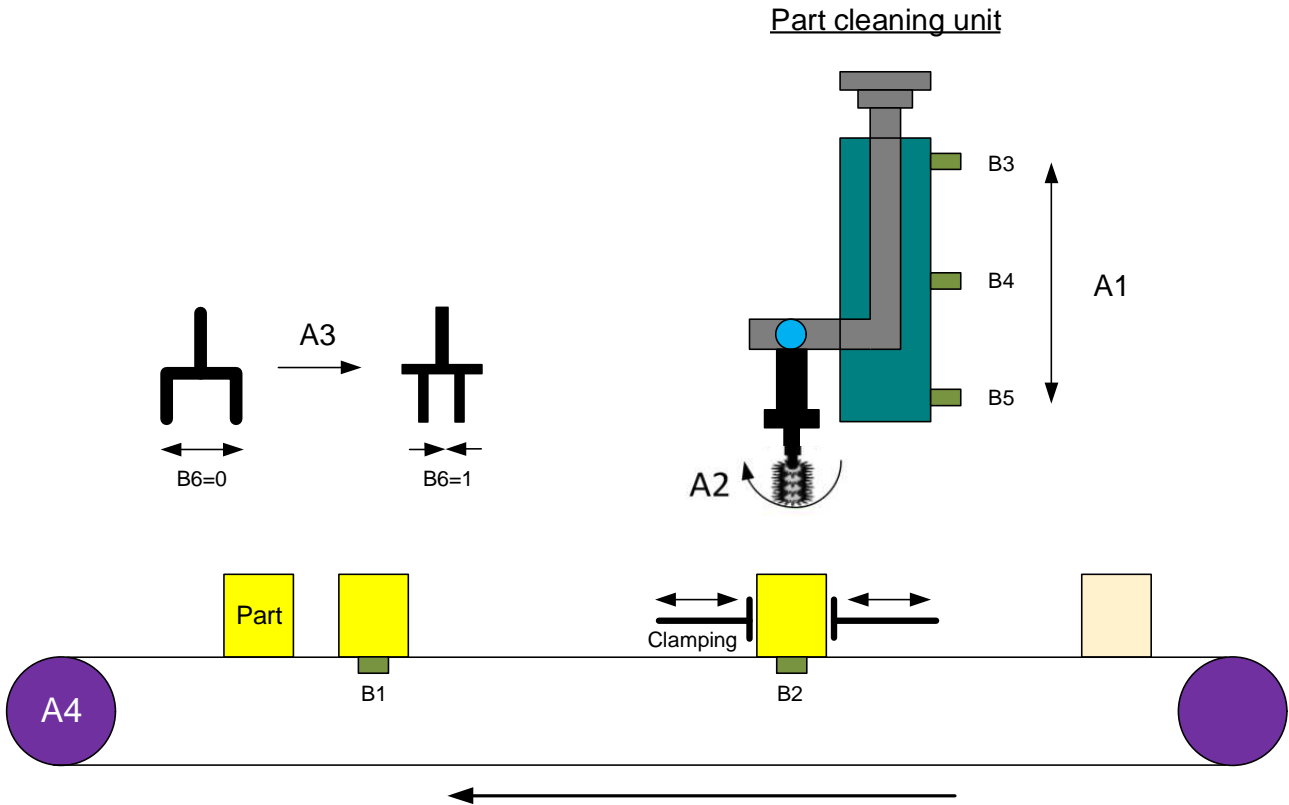 Part cleaning unit
B3
A1
B4
A3
B5
B6=0
B6=1
A2
Part
Clamping
B1
B2
A4